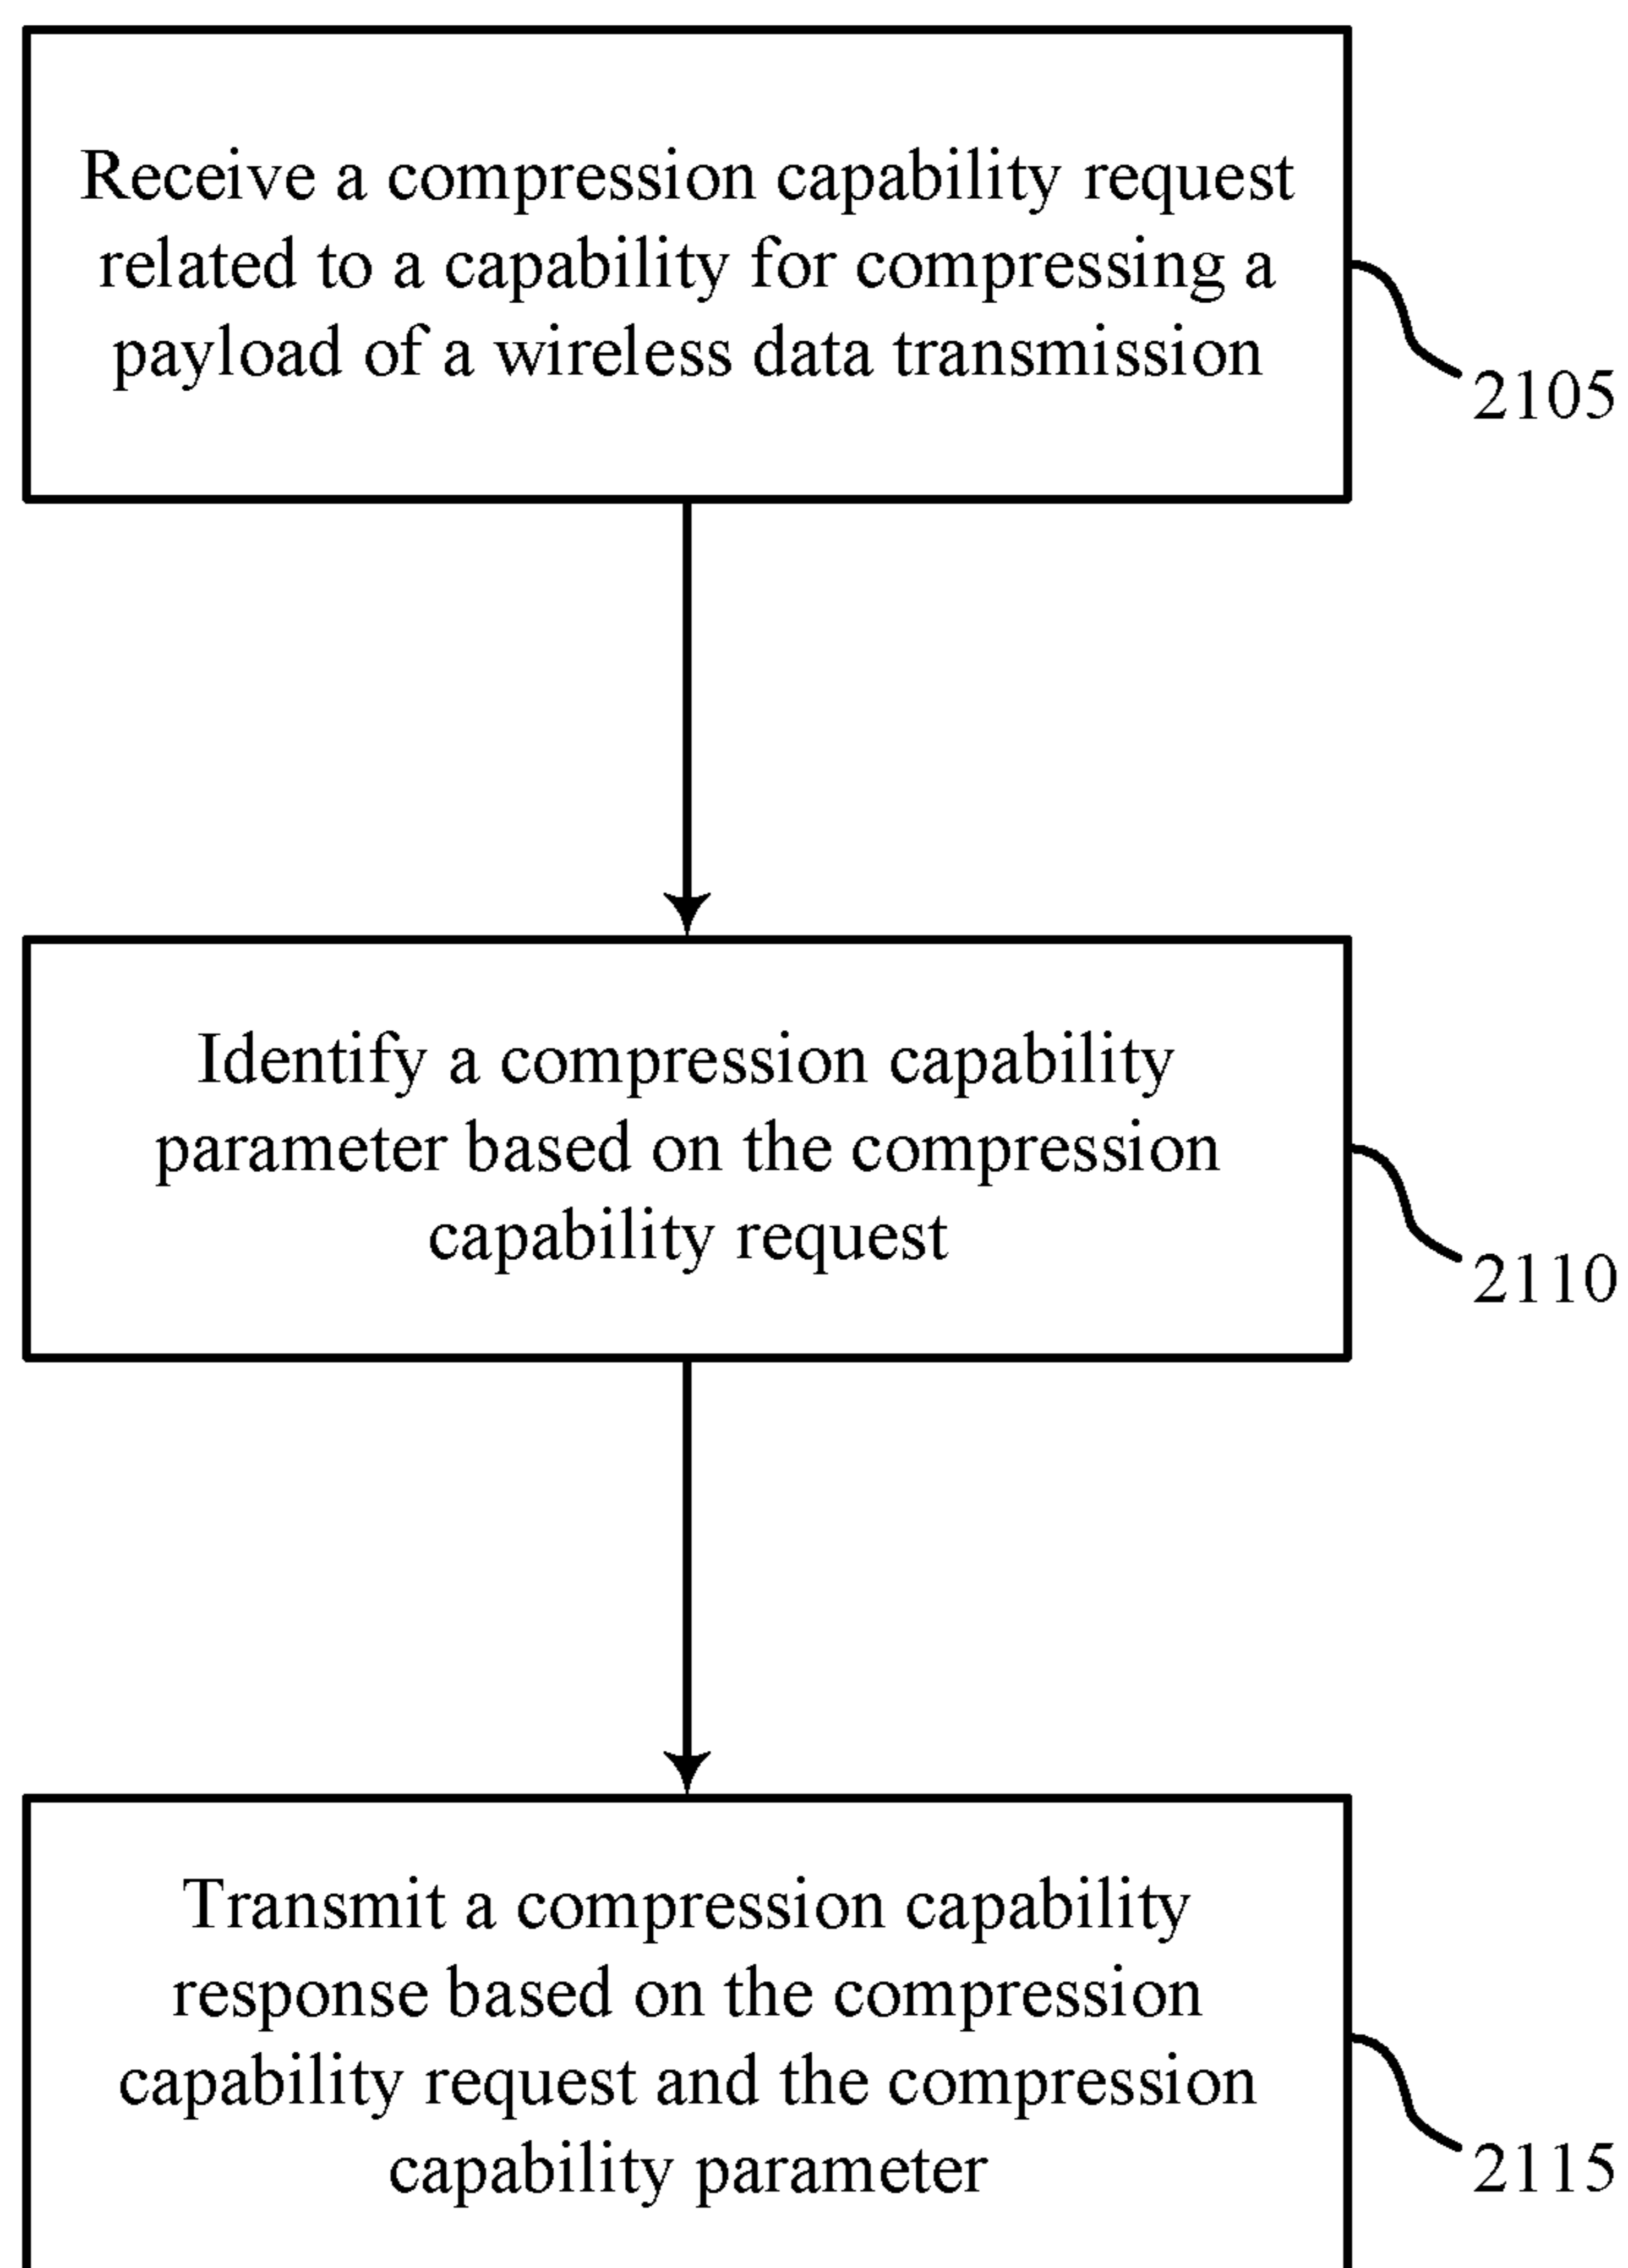 Receive a compression capability request
related to a capability for compressing a
payload of a wireless data transmission
2105
Identify a compression capability
parameter based on the compression
capability request
2110
Transmit a compression capability
response based on the compression
capability request and the compression
capability parameter
2115